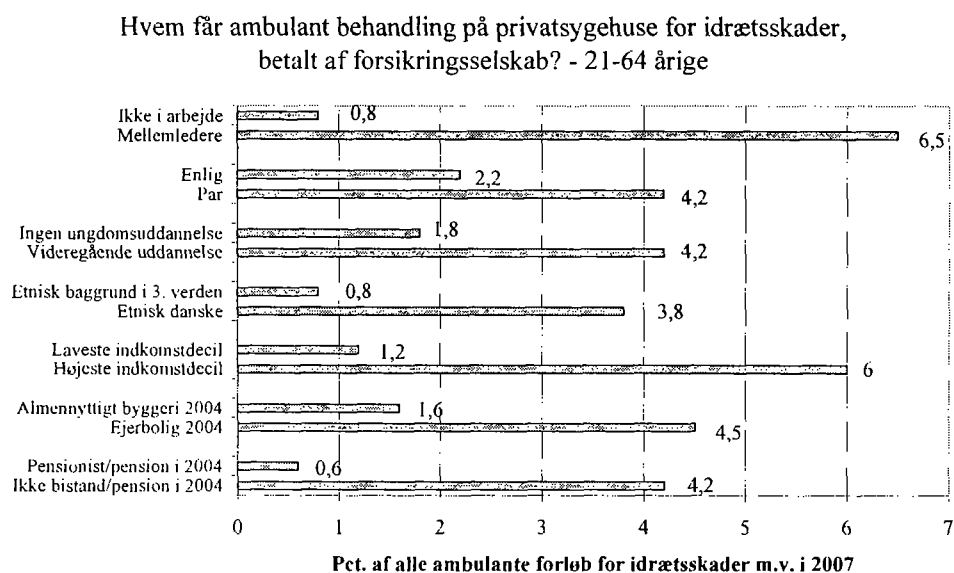 Hvem får ambulant behandling på privatsygehuse for idrætsskader,
betalt af forsikringsselskab? - 21-64 årige
Ikke i arbejde 0,8
Mellemledere 6,5
Enlig 2,2
Par 4,2
Ingen ungdomsuddannelse 1,8
Videregående uddannelse 4,2
Etnisk baggrund i 3. verden 0,8
Etnisk danske 3,8
Laveste indkomstdecil 1,2
Højeste indkomstdecil 6
Almennyttigt byggeri 2004 1,6
Ejerbolig 2004 4,5
Pensionist/pension i 2004 0,6
Ikke bistand/pension i 2004 4,2
0 1 2 3 4 5 6 7
Pct. af alle ambulante forløb for idrætsskader m.v. i 2007